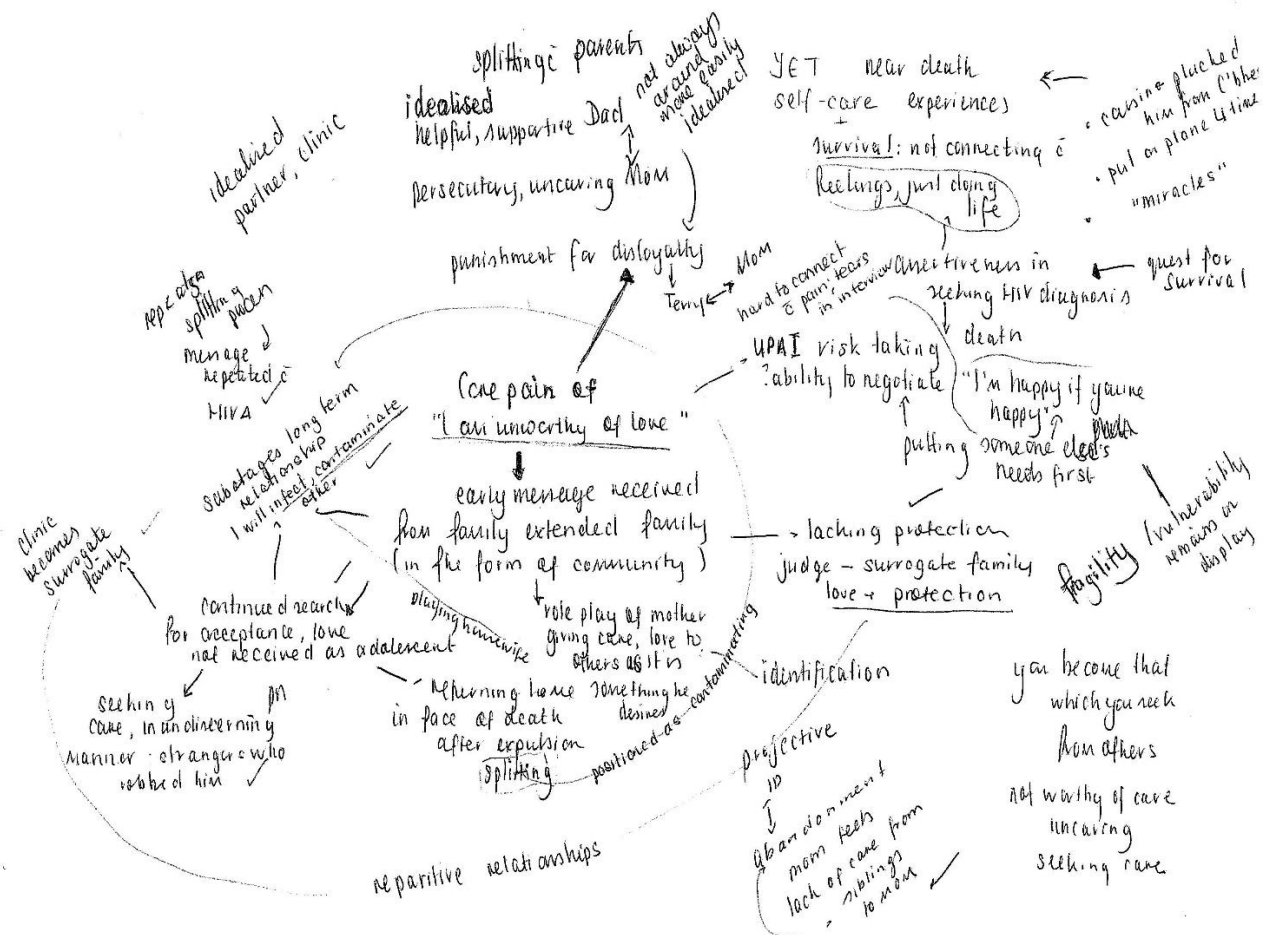 splitting c̄ parents
idealised
helpful, supportive Dad
not always
around
more easily
idealised
persecutory, uncaring Mom
idealized
partner, clinic
YET near death
self-care experiences
+
survival: not connecting c̄
feelings, just doing
life
him from
• put on plane 4 time
• "miracles"
punishment for disloyalty
Terry ↔ Mom
hard to connect
c̄ pain, tears
in interview
assertiveness in
seeking HIV diagnosis
quest for
survival
death
splitting
message
repeated c̄
HIVA
Core pain of
"I am unworthy of love"
- UPAI risk taking
?ability to negotiate
"I'm happy if you're
happy"
putting someone else's
needs first
sabotages long term
relationship
I will infect, contaminate
other
early message received
from family extended family
(in the form of community)
- lacking protection
judge - surrogate family
love + protection
fragility / vulnerability
remains on
display
clinic
becomes
surrogate
family
continued search
for acceptance, love
not received as adolescent
playing housewife
role play of mother
giving care, love to
others as it is
something he
desires
identification
seeking
care, in undiscerning
manner - strangers who
robbed him
returning home
in face of death
after expulsion
splitting
positioned as contaminating
projective
ID
abandonment
mom feels
lack of care from
siblings
to Mom
you become that
which you seek
from others
not worthy of care
uncaring
seeking care
reparitive relationships